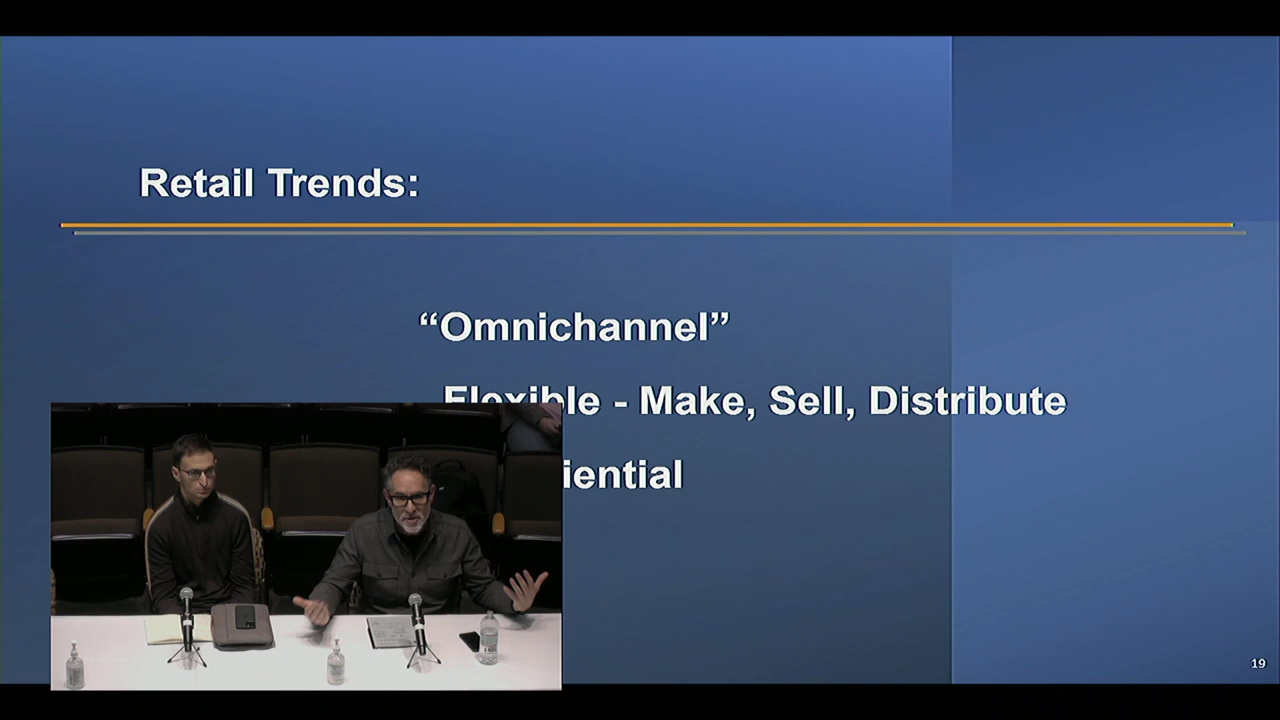 Retail Trends:
“Omnichannel”
Flexible - Make, Sell, Distribute
iential
19